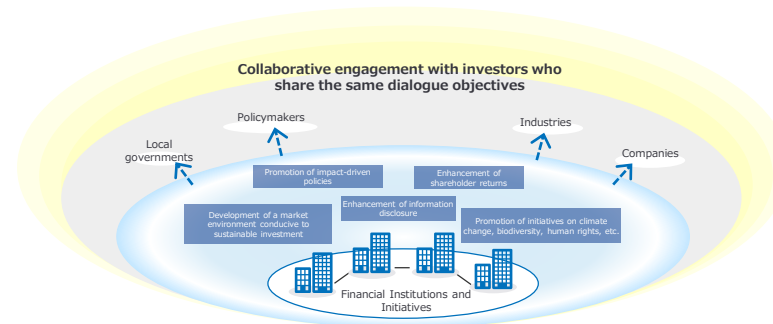 Collaborative engagement with investors who
share the same dialogue objectives
Policymakers
Industries
Local
governments
Companies
Promotion of impact-driven
policies
Enhancement of
shareholder returns
Enhancement of information
disclosure
Development of a market
environment conducive to
sustainable investment
Promotion of initiatives on climate
change, biodiversity, human rights, etc.
Financial Institutions and
Initiatives